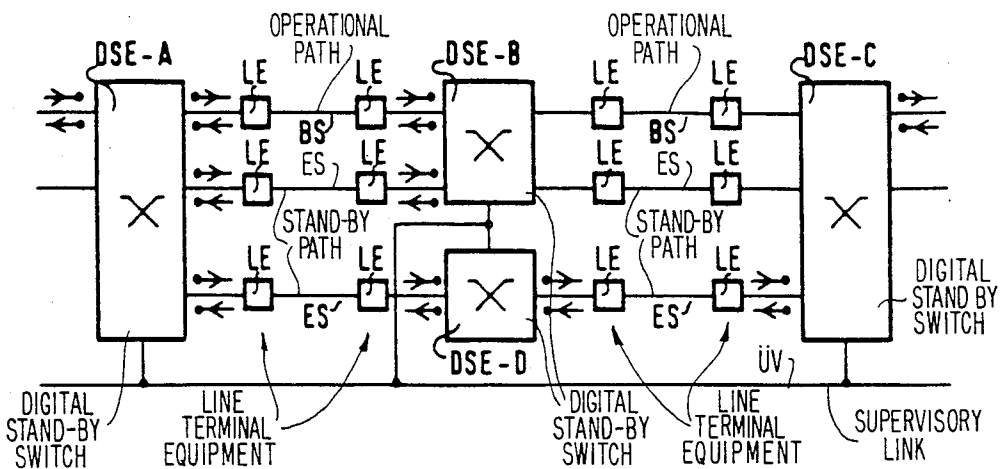 OPERATIONAL
PATH
OPERATIONAL
PATH
DSE-A
LE
LE
DSE-B
LE
LE
DSE-C
BS
BS
LE
ES
LE
LE
ES
LE
STAND-BY
PATH
STAND-BY
PATH
LE
LE
LE
LE
DIGITAL
STAND BY
SWITCH
ES
ES
DSE-D
ÜV
DIGITAL
STAND-BY
SWITCH
LINE
TERMINAL
EQUIPMENT
DIGITAL
STAND-BY
SWITCH
LINE
TERMINAL
EQUIPMENT
SUPERVISORY
LINK